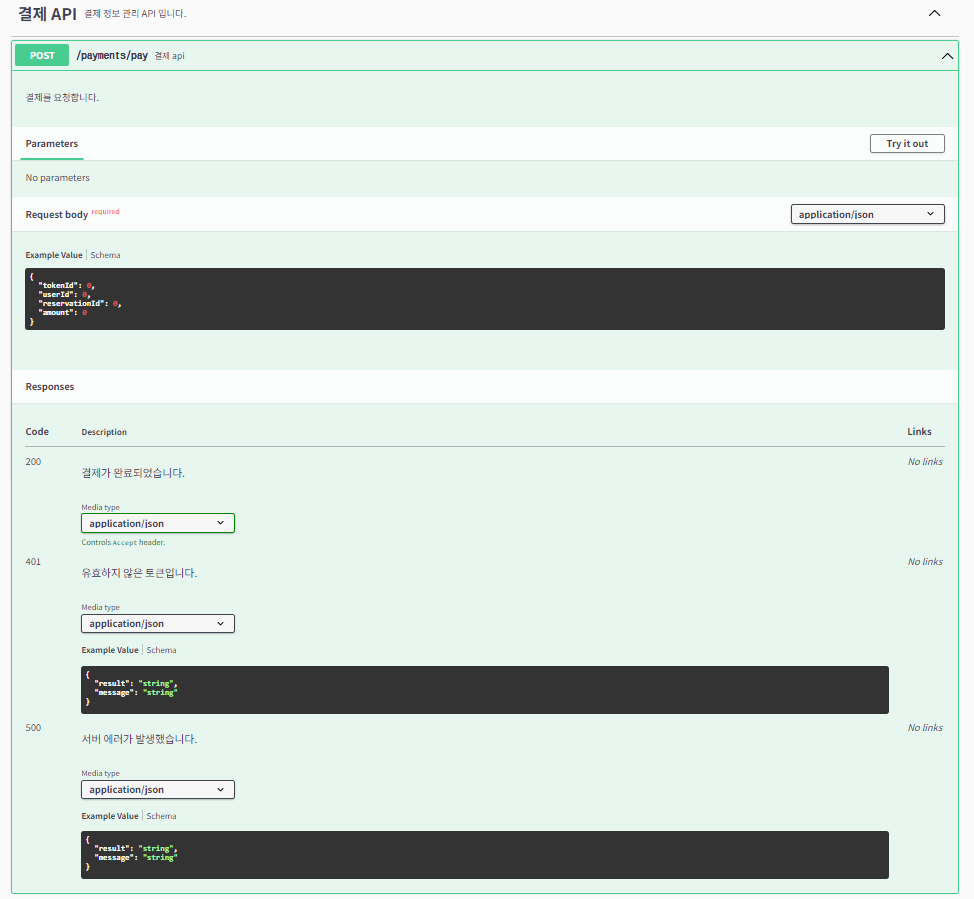 결제 API 결제 정보 관리 API 입니다.
POST /payments/pay 결제 api
결제를 요청합니다.
Parameters Try it out
No parameters
Request body required application/json
Example Value Schema
{
"tokenId": 0,
"userId": 0,
"reservationId": 0,
"amount": 0
}
Responses
Code Description Links
200 No links
결제가 완료되었습니다.
Media type
application/json
Controls Accept header.
401 No links
유효하지 않은 토큰입니다.
Media type
application/json
Example Value Schema
{
"result": "string",
"message": "string"
}
500 No links
서버 에러가 발생했습니다.
Media type
application/json
Example Value Schema
{
"result": "string",
"message": "string"
}